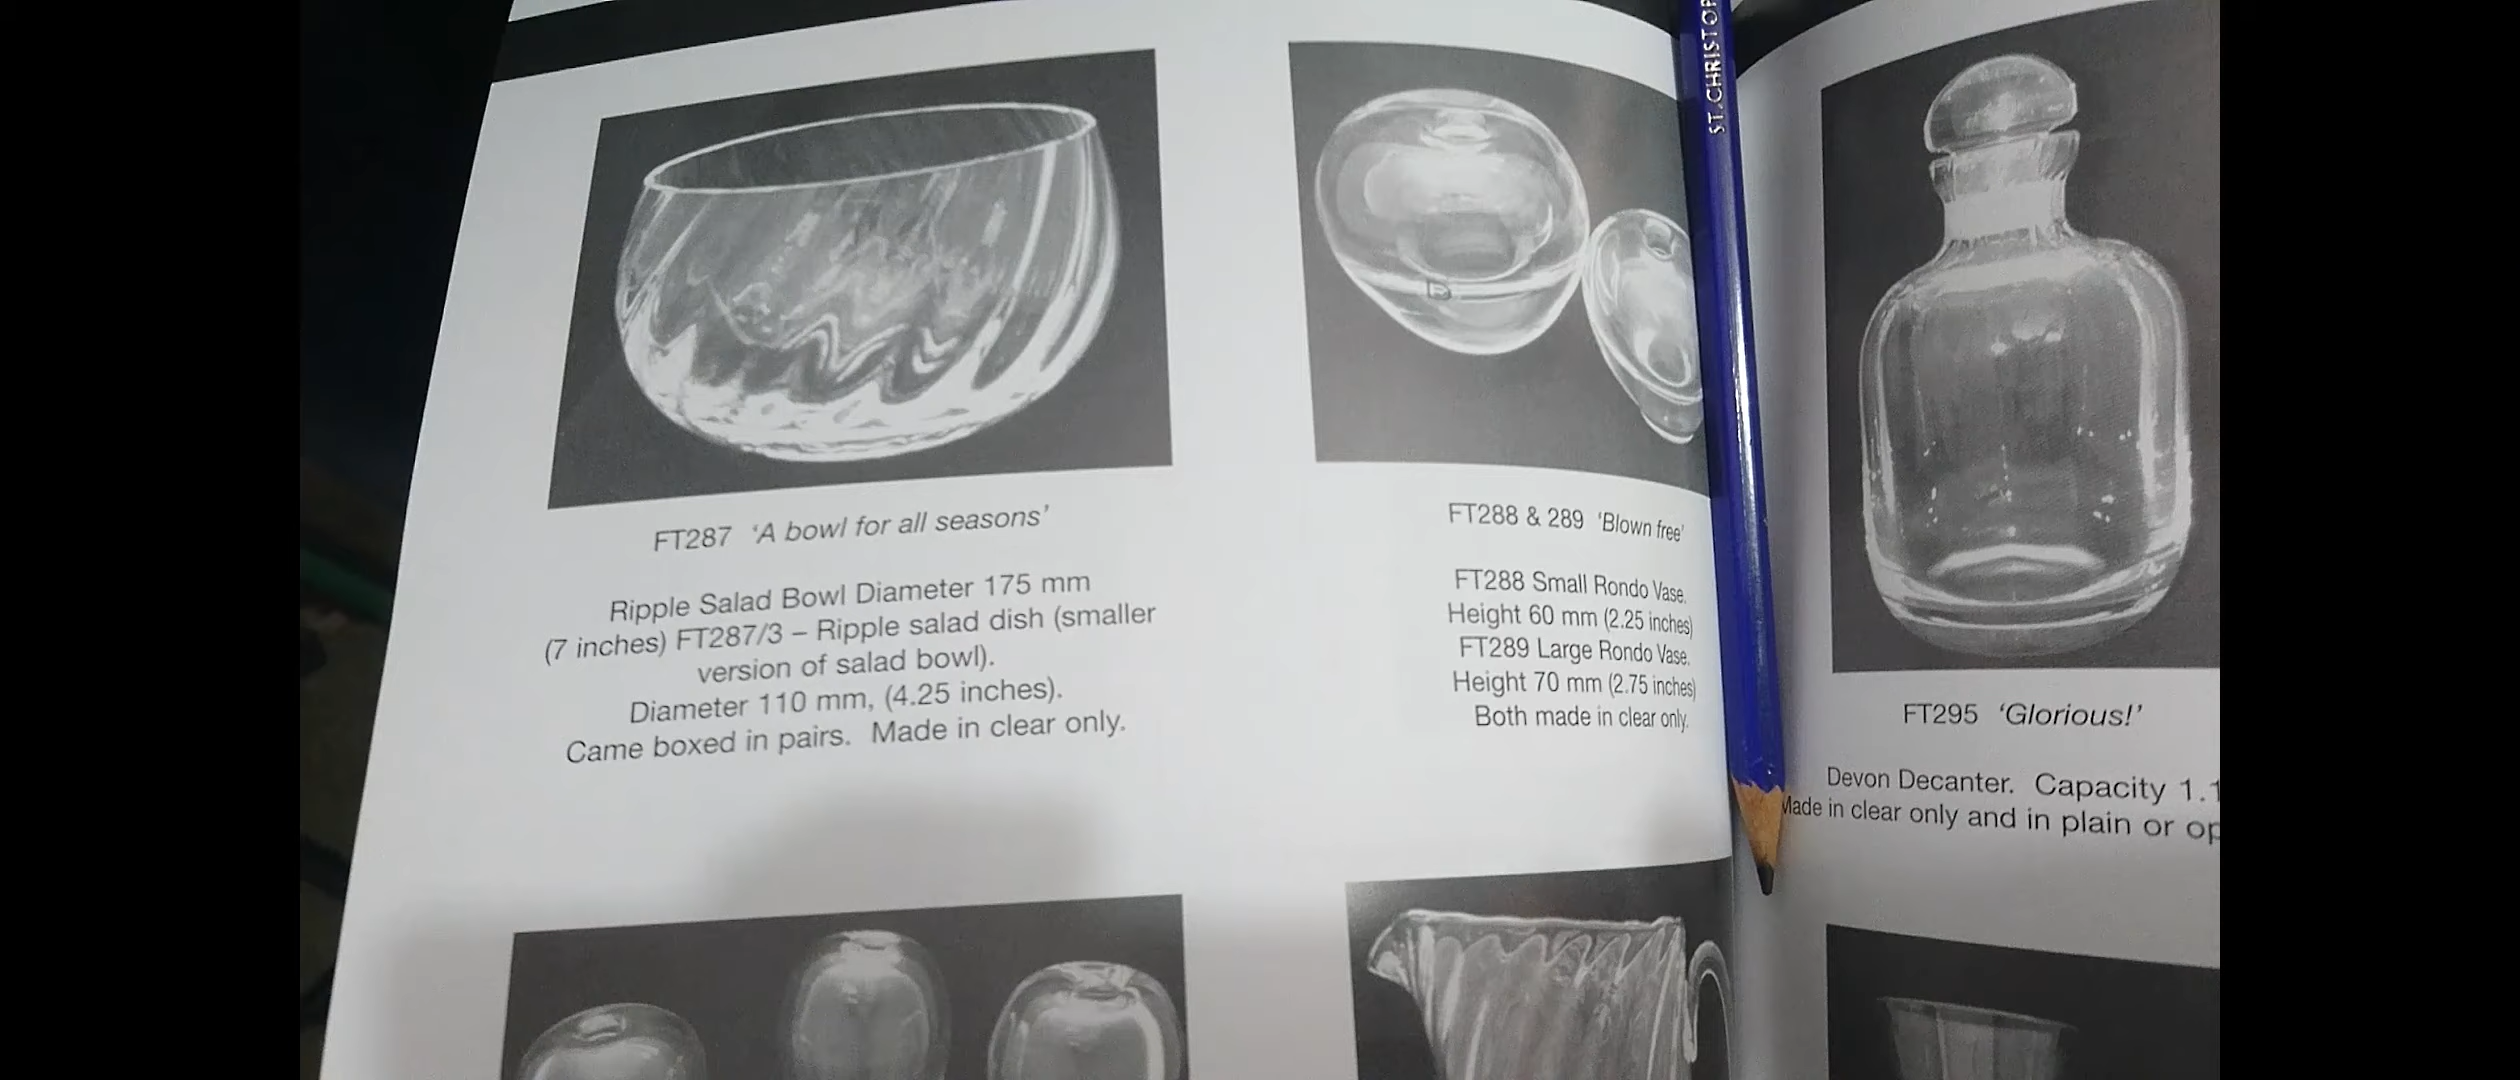 ST.CHRISTOP
FT287 ‘A bowl for all seasons’
Ripple Salad Bowl Diameter 175 mm
(7 inches) FT287/3 – Ripple salad dish (smaller
version of salad bowl).
Diameter 110 mm, (4.25 inches).
Came boxed in pairs. Made in clear only.
FT288 & 289 ‘Blown free’
FT288 Small Rondo Vase.
Height 60 mm (2.25 inches)
FT289 Large Rondo Vase.
Height 70 mm (2.75 inches)
Both made in clear only.
FT295 ‘Glorious!’
Devon Decanter. Capacity 1.1
Made in clear only and in plain or op